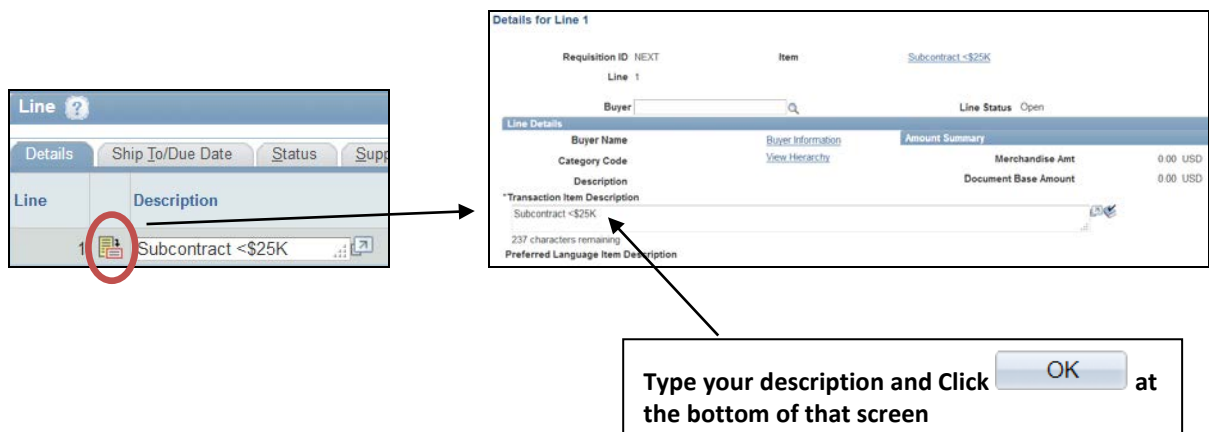 Line ?
Details Ship To/Due Date Status Supp
Line Description
1 Subcontract <$25K
Details for Line 1
Requisition ID NEXT Item Subcontract <$25K
Line 1
Buyer Line Status Open
Line Details
Buyer Name Buyer Information Amount Summary
Category Code View Hierarchy Merchandise Amt 0.00 USD
Description Document Base Amount 0.00 USD
*Transaction Item Description
Subcontract <$25K
237 characters remaining
Preferred Language Item Description
Type your description and Click OK at
the bottom of that screen